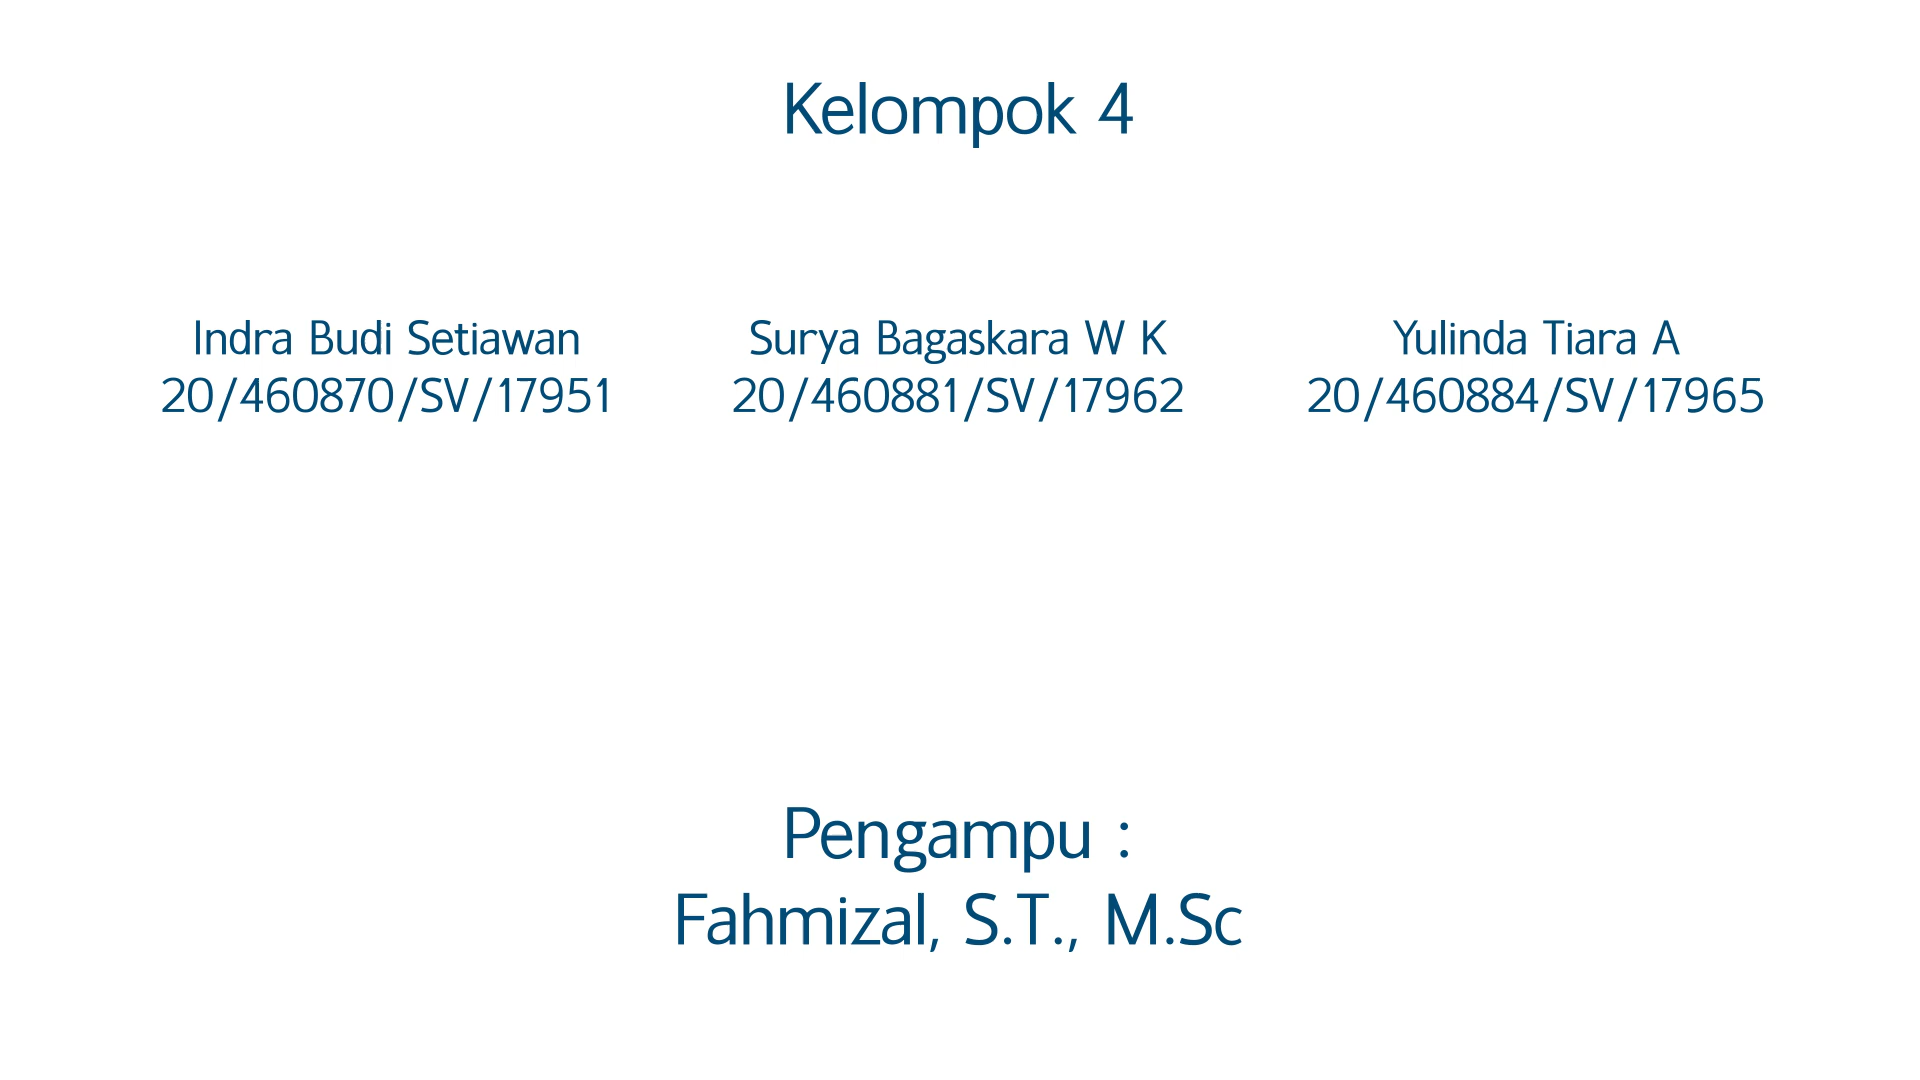 Kelompok 4
Indra Budi Setiawan
20/460870/SV/17951
Surya Bagaskara W K
20/460881/SV/17962
Yulinda Tiara A
20/460884/SV/17965
Pengampu :
Fahmizal, S.T., M.Sc